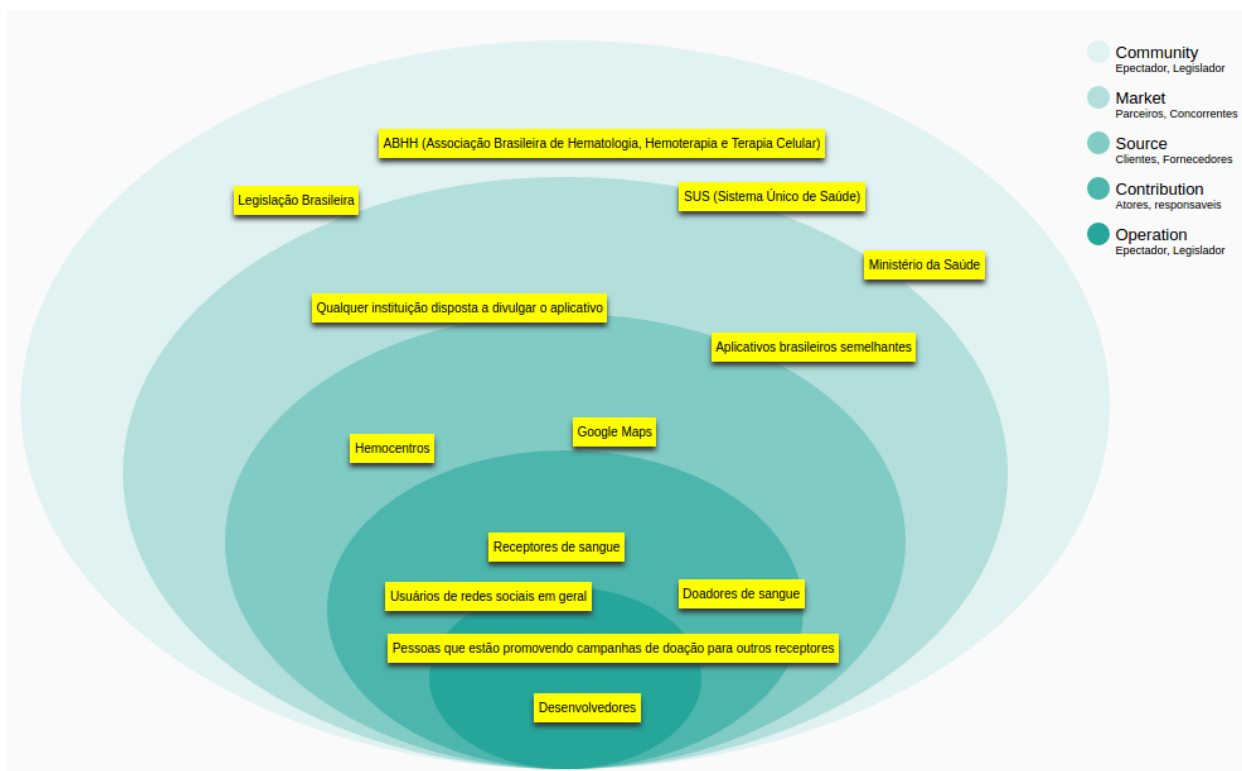 Community
Epectador, Legislador
Market
Parceiros, Concorrentes
Source
Clientes, Fornecedores
Contribution
Atores, responsaveis
Operation
Epectador, Legislador
ABHH (Associação Brasileira de Hematologia, Hemoterapia e Terapia Celular)
Legislação Brasileira
SUS (Sistema Único de Saúde)
Ministério da Saúde
Qualquer instituição disposta a divulgar o aplicativo
Aplicativos brasileiros semelhantes
Google Maps
Hemocentros
Receptores de sangue
Usuários de redes sociais em geral
Doadores de sangue
Pessoas que estão promovendo campanhas de doação para outros receptores
Desenvolvedores